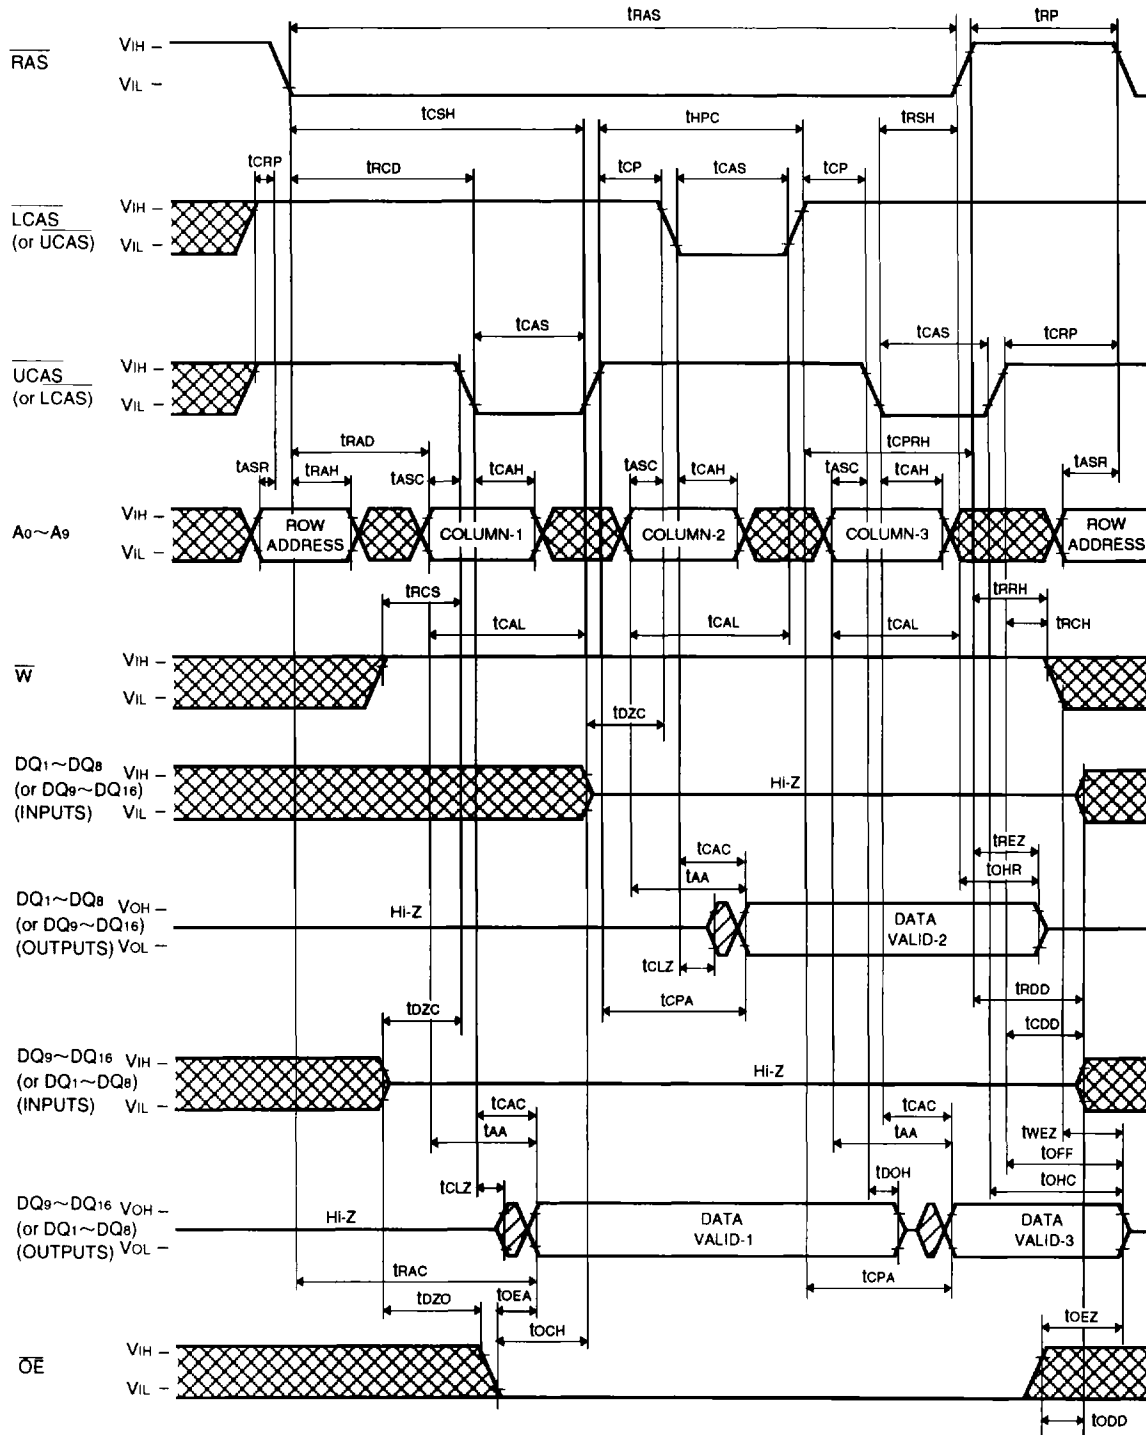 tRAS tRP
RAS VIH
VIL
tCSH tHPC tRSH
tCRP tRCD tCP tCAS tCP
LCAS VIH
(or UCAS) VIL
tCAS tCAS tCRP
UCAS VIH
(or LCAS) VIL
tRAD tCPRH
tASR tRAH tASC tCAH tASC tCAH tASC tCAH tASR
A0~A9 VIH
VIL
ROW ADDRESS COLUMN-1 COLUMN-2 COLUMN-3 ROW ADDRESS
tRCS tRRH
tCAL tCAL tCAL tRCH
W VIH
VIL
tDZC
DQ1~DQ8 VIH
(or DQ9~DQ16) Hi-Z
(INPUTS) VIL
tCAC tREZ
tAA tOHR
DQ1~DQ8 VOH
(or DQ9~DQ16) Hi-Z DATA VALID-2
(OUTPUTS) VOL
tCLZ
tCPA tRDD
tDZC tCDD
DQ9~DQ16 VIH
(or DQ1~DQ8) Hi-Z
(INPUTS) VIL
tCAC tCAC tWEZ
tAA tAA tOFF
tCLZ tDOH tOHC
DQ9~DQ16 VOH
(or DQ1~DQ8) Hi-Z DATA VALID-1 DATA VALID-3
(OUTPUTS) VOL
tRAC tCPA
tDZO tOEA
tOCH tOEZ
OE VIH
VIL
tODD